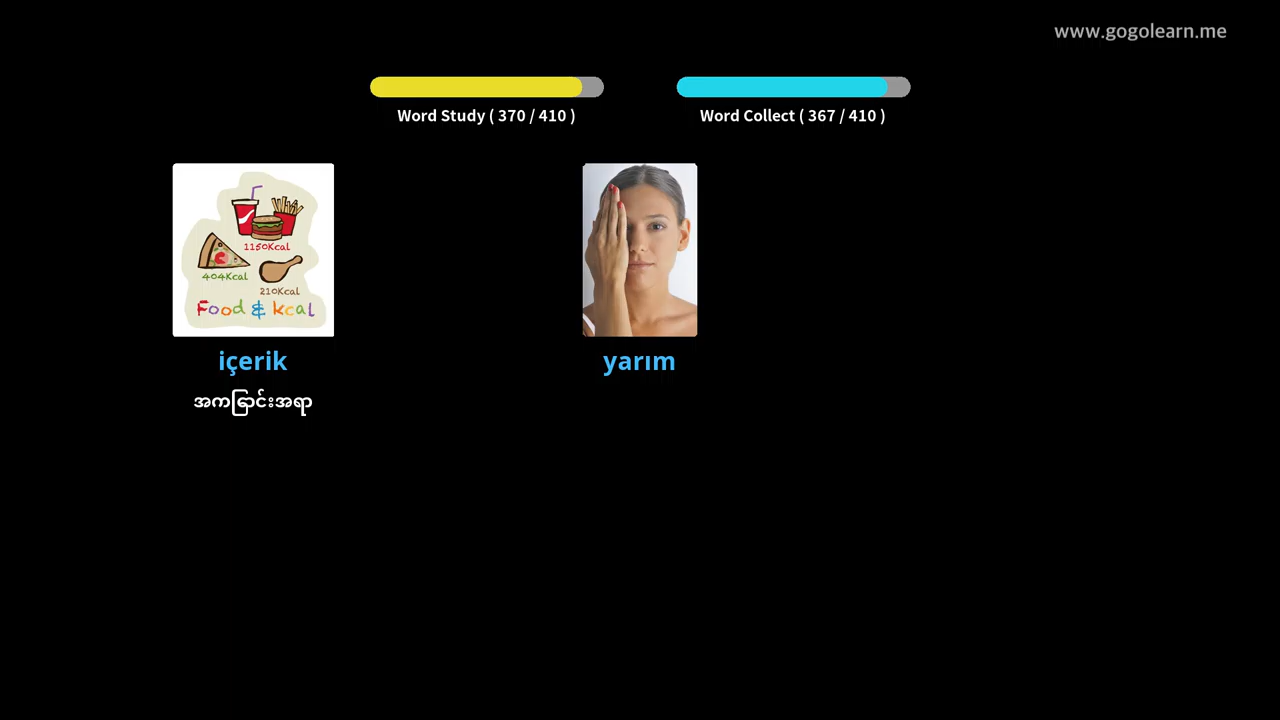 www.gogolearn.me
Word Study ( 370 / 410 )
Word Collect ( 367 / 410 )
1150Kcal
404Kcal
210Kcal
Food & kcal
içerik
yarım
အကြောင်းအရာ